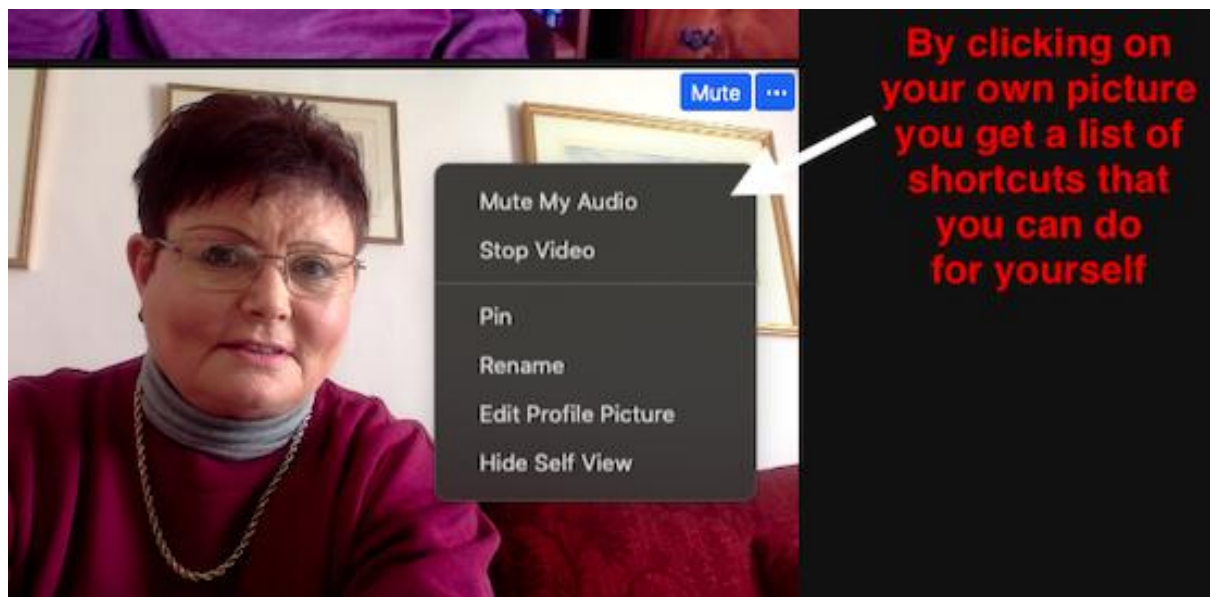 Mute ...
Mute My Audio
Stop Video
Pin
Rename
Edit Profile Picture
Hide Self View
By clicking on
your own picture
you get a list of
shortcuts that
you can do
for yourself